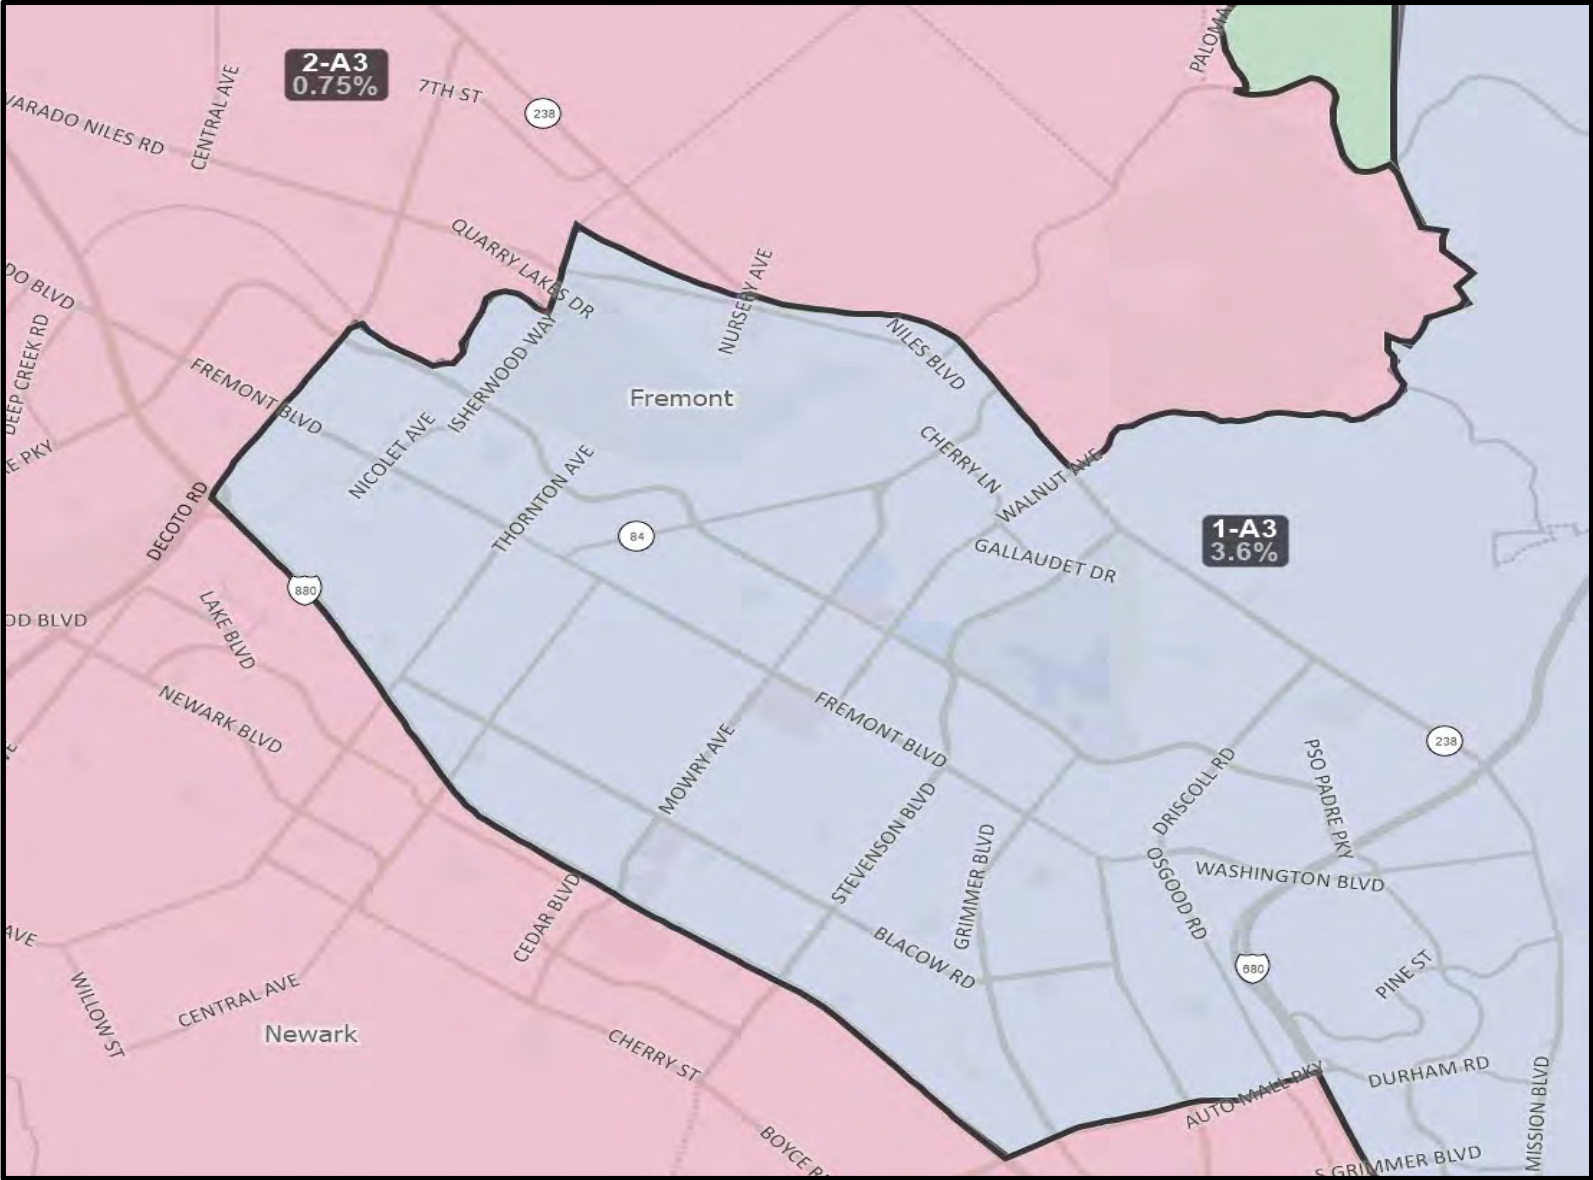 PALOMA
2-A3
0.75%
7TH ST
238
VARADO NILES RD
CENTRAL AVE
QUARRY LAKES DR
NURSERY AVE
DO BLVD
DEEP CREEK RD
ISHERWOOD WAY
NILES BLVD
FREMONT BLVD
Fremont
NICOLET AVE
CHERRY LN
E PKY
THORNTON AVE
WALNUT AVE
DECOTO RD
84
1-A3
3.6%
GALLAUDET DR
880
OD BLVD
LAKE BLVD
NEWARK BLVD
FREMONT BLVD
238
MOWRY AVE
DRISCOLL RD
PSO PADRE PKY
STEVENSON BLVD
GRIMMER BLVD
OSGOOD RD
WASHINGTON BLVD
CEDAR BLVD
AVE
BLACOW RD
680
PINE ST
WILLOW ST
CENTRAL AVE
Newark
CHERRY ST
AUTO MALL PKY
DURHAM RD
MISSION BLVD
BOYCE R
S GRIMMER BLVD